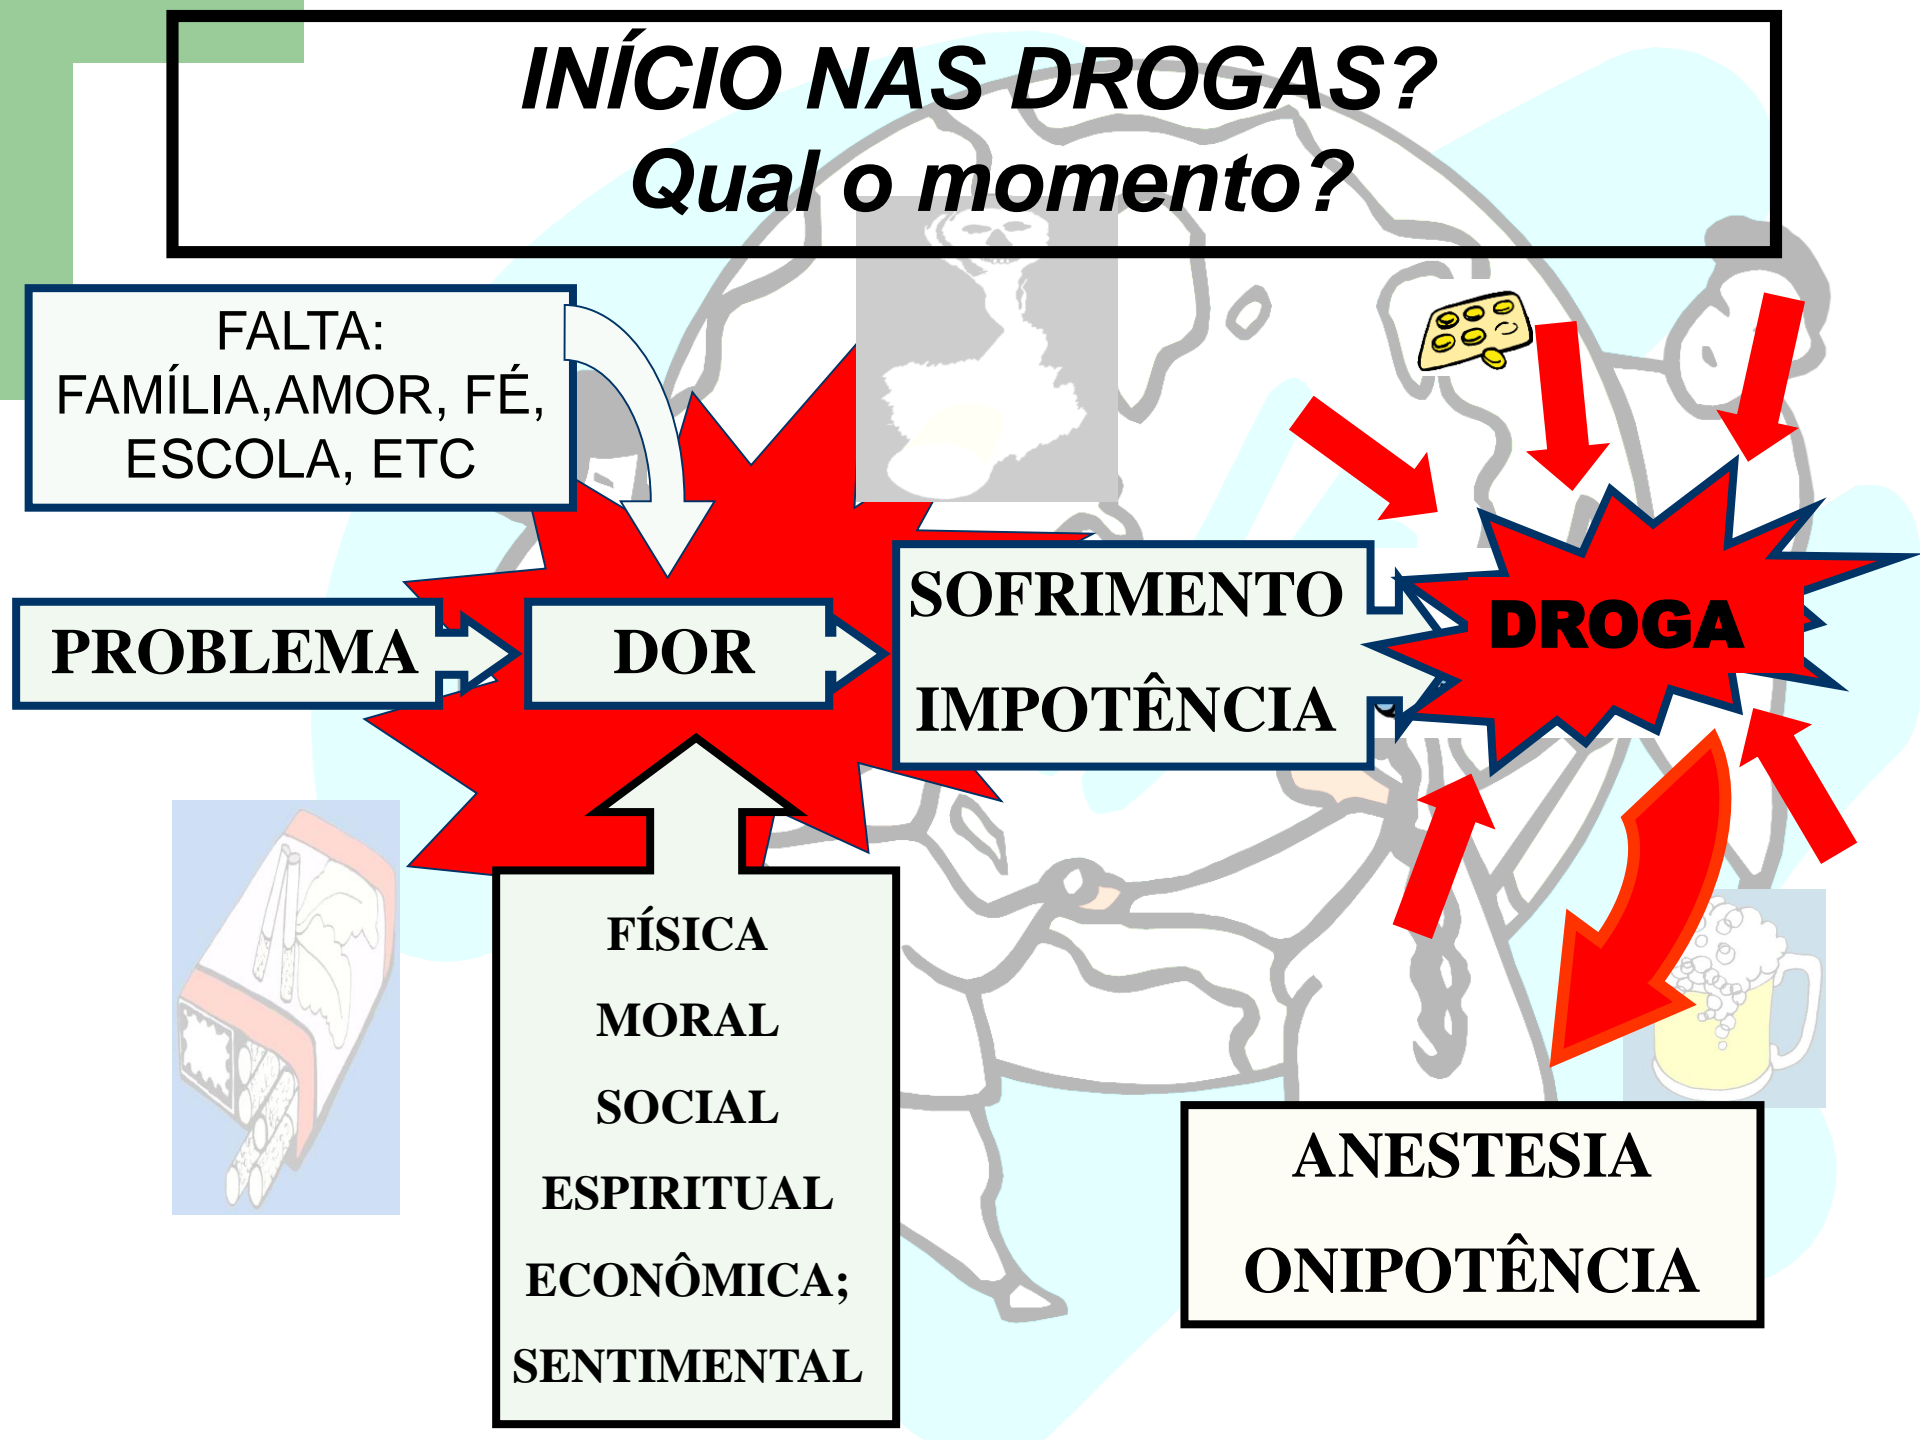 INÍCIO NAS DROGAS?
Qual o momento?
FALTA:
FAMÍLIA,AMOR, FÉ,
ESCOLA, ETC
PROBLEMA
DOR
SOFRIMENTO
IMPOTÊNCIA
DROGA
FÍSICA
MORAL
SOCIAL
ESPIRITUAL
ECONÔMICA;
SENTIMENTAL
ANESTESIA
ONIPOTÊNCIA